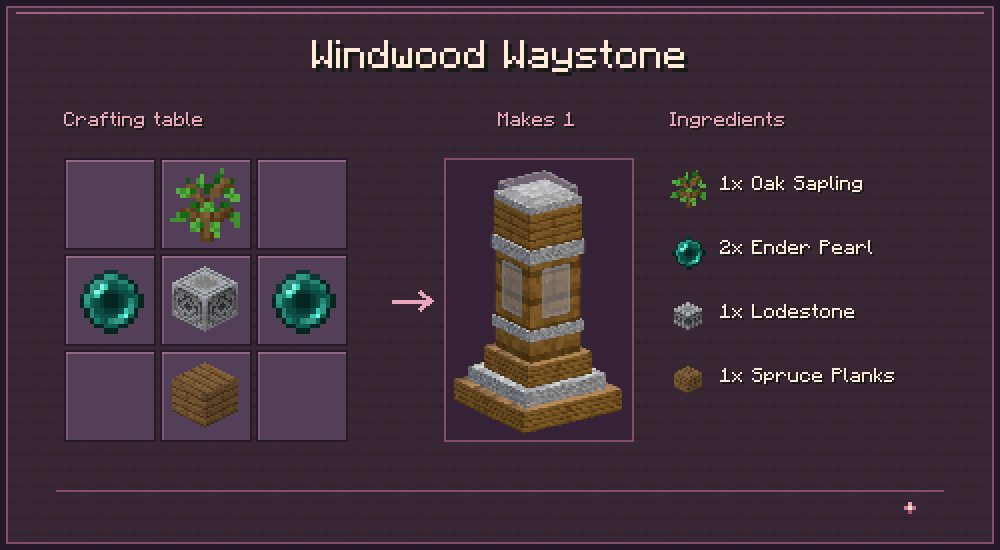 Windwood Waystone
Crafting table
Makes 1
Ingredients
1x Oak Sapling
2x Ender Pearl
1x Lodestone
1x Spruce Planks